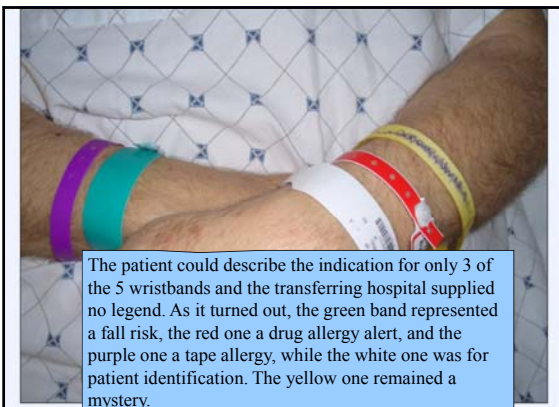 The patient could describe the indication for only 3 of
the 5 wristbands and the transferring hospital supplied
no legend. As it turned out, the green band represented
a fall risk, the red one a drug allergy alert, and the
purple one a tape allergy, while the white one was for
patient identification. The yellow one remained a
mystery.